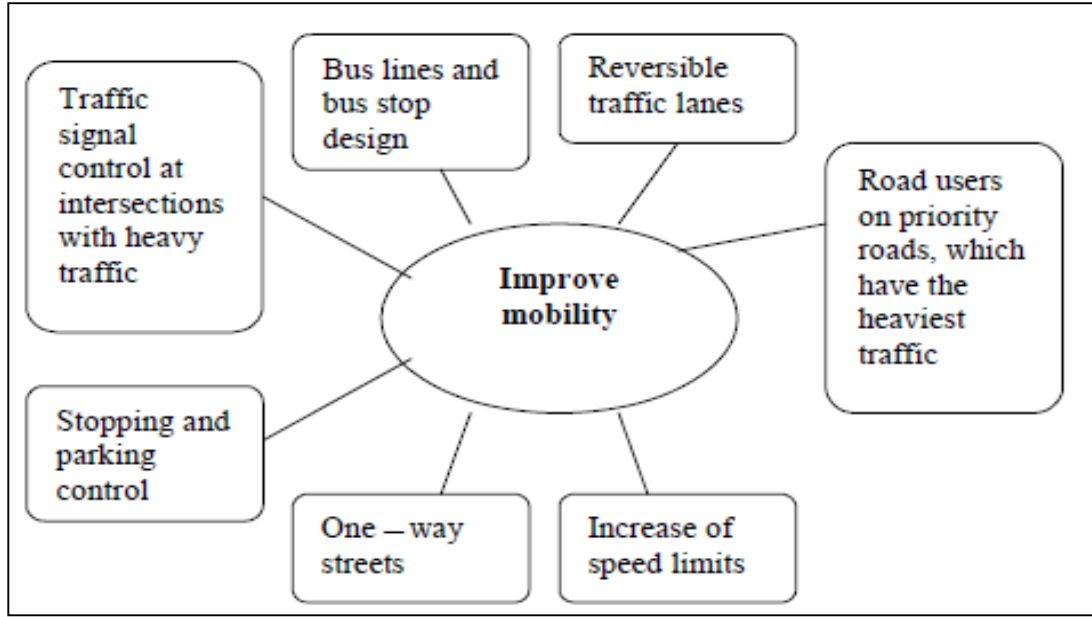 Traffic
signal
control at
intersections
with heavy
traffic
Bus lines and
bus stop
design
Reversible
traffic lanes
Road users
on priority
roads, which
have the
heaviest
traffic
Improve
mobility
Stopping and
parking
control
One – way
streets
Increase of
speed limits